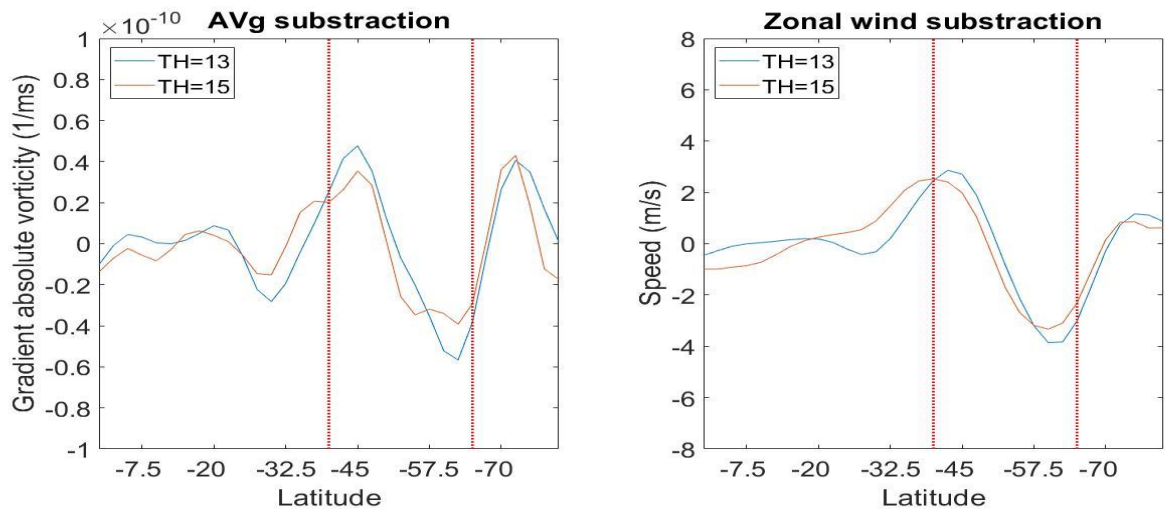 AVg substraction
×10^-10
TH=13
TH=15
1
0.8
0.6
0.4
0.2
0
-0.2
-0.4
-0.6
-0.8
-1
Gradient absolute vorticity (1/ms)
-7.5 -20 -32.5 -45 -57.5 -70
Latitude
Zonal wind substraction
TH=13
TH=15
8
6
4
2
0
-2
-4
-6
-8
Speed (m/s)
-7.5 -20 -32.5 -45 -57.5 -70
Latitude